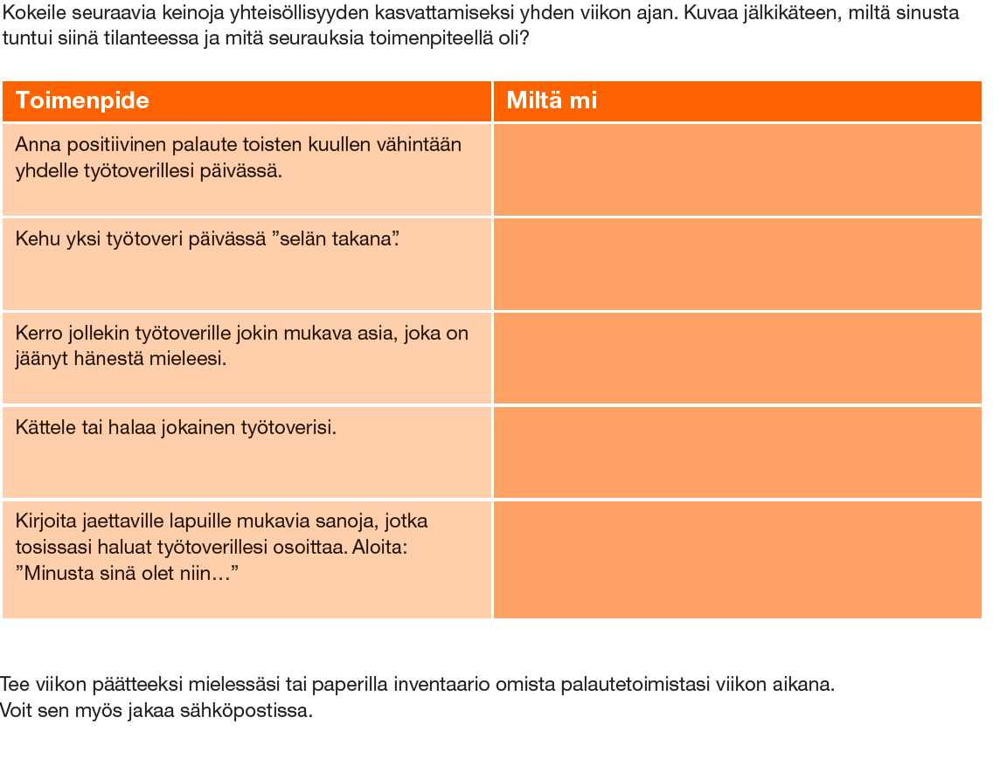 Kokeile seuraavia keinoja yhteisöllisyyden kasvattamiseksi yhden viikon ajan. Kuvaa jälkikäteen, miltä sinusta
tuntui siinä tilanteessa ja mitä seurauksia toimenpiteellä oli?
Toimenpide
Miltä mi
Anna positiivinen palaute toisten kuullen vähintään
yhdelle työtoverillesi päivässä.
Kehu yksi työtoveri päivässä ”selän takana”.
Kerro jollekin työtoverille jokin mukava asia, joka on
jäänyt hänestä mieleesi.
Kättele tai halaa jokainen työtoverisi.
Kirjoita jaettaville lapuille mukavia sanoja, jotka
tosissasi haluat työtoverillesi osoittaa. Aloita:
”Minusta sinä olet niin…”
Tee viikon päätteeksi mielessäsi tai paperilla inventaario omista palautetoimistasi viikon aikana.
Voit sen myös jakaa sähköpostissa.